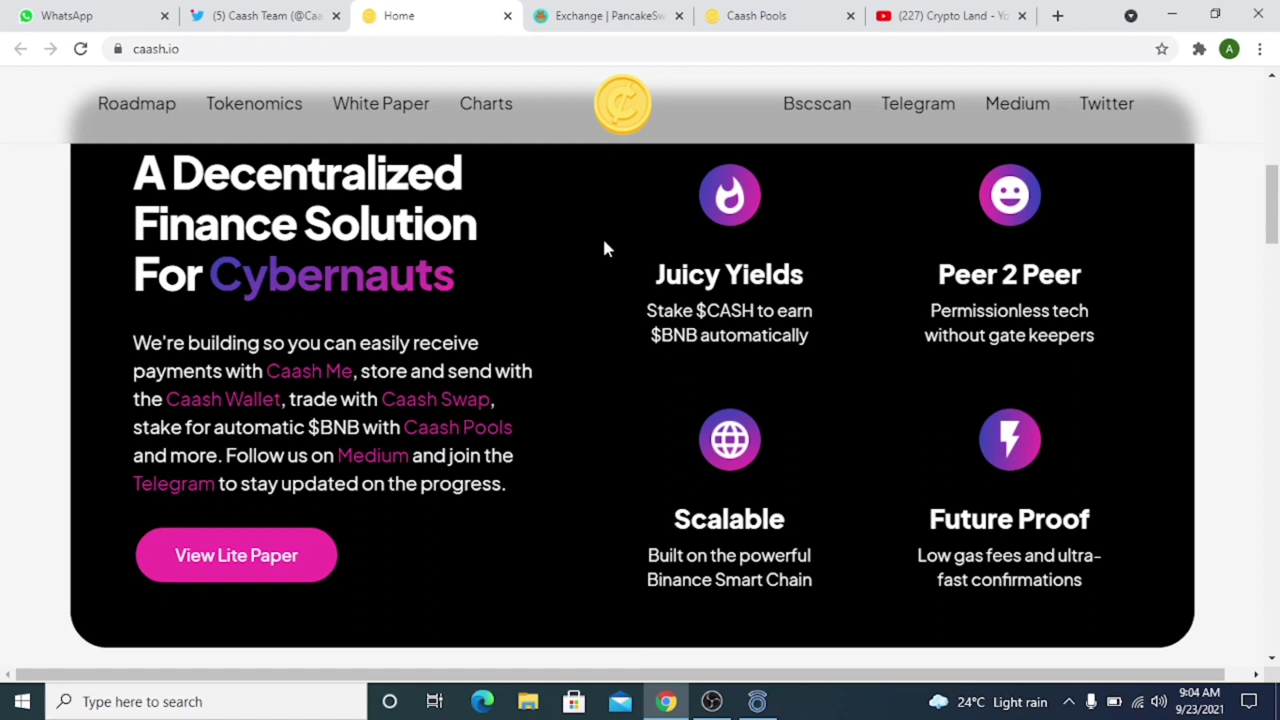 WhatsApp
(5) Caash Team (@Caa
Home
Exchange | PancakeSw
Caash Pools
(227) Crypto Land - Yo
caash.io
A
Roadmap
Tokenomics
White Paper
Charts
Bscscan
Telegram
Medium
Twitter
A Decentralized
Finance Solution
For Cybernauts
We're building so you can easily receive
payments with Caash Me, store and send with
the Caash Wallet, trade with Caash Swap,
stake for automatic $BNB with Caash Pools
and more. Follow us on Medium and join the
Telegram to stay updated on the progress.
View Lite Paper
Juicy Yields
Stake $CASH to earn
$BNB automatically
Peer 2 Peer
Permissionless tech
without gate keepers
Scalable
Built on the powerful
Binance Smart Chain
Future Proof
Low gas fees and ultra-
fast confirmations
Type here to search
24°C Light rain
9:04 AM
9/23/2021